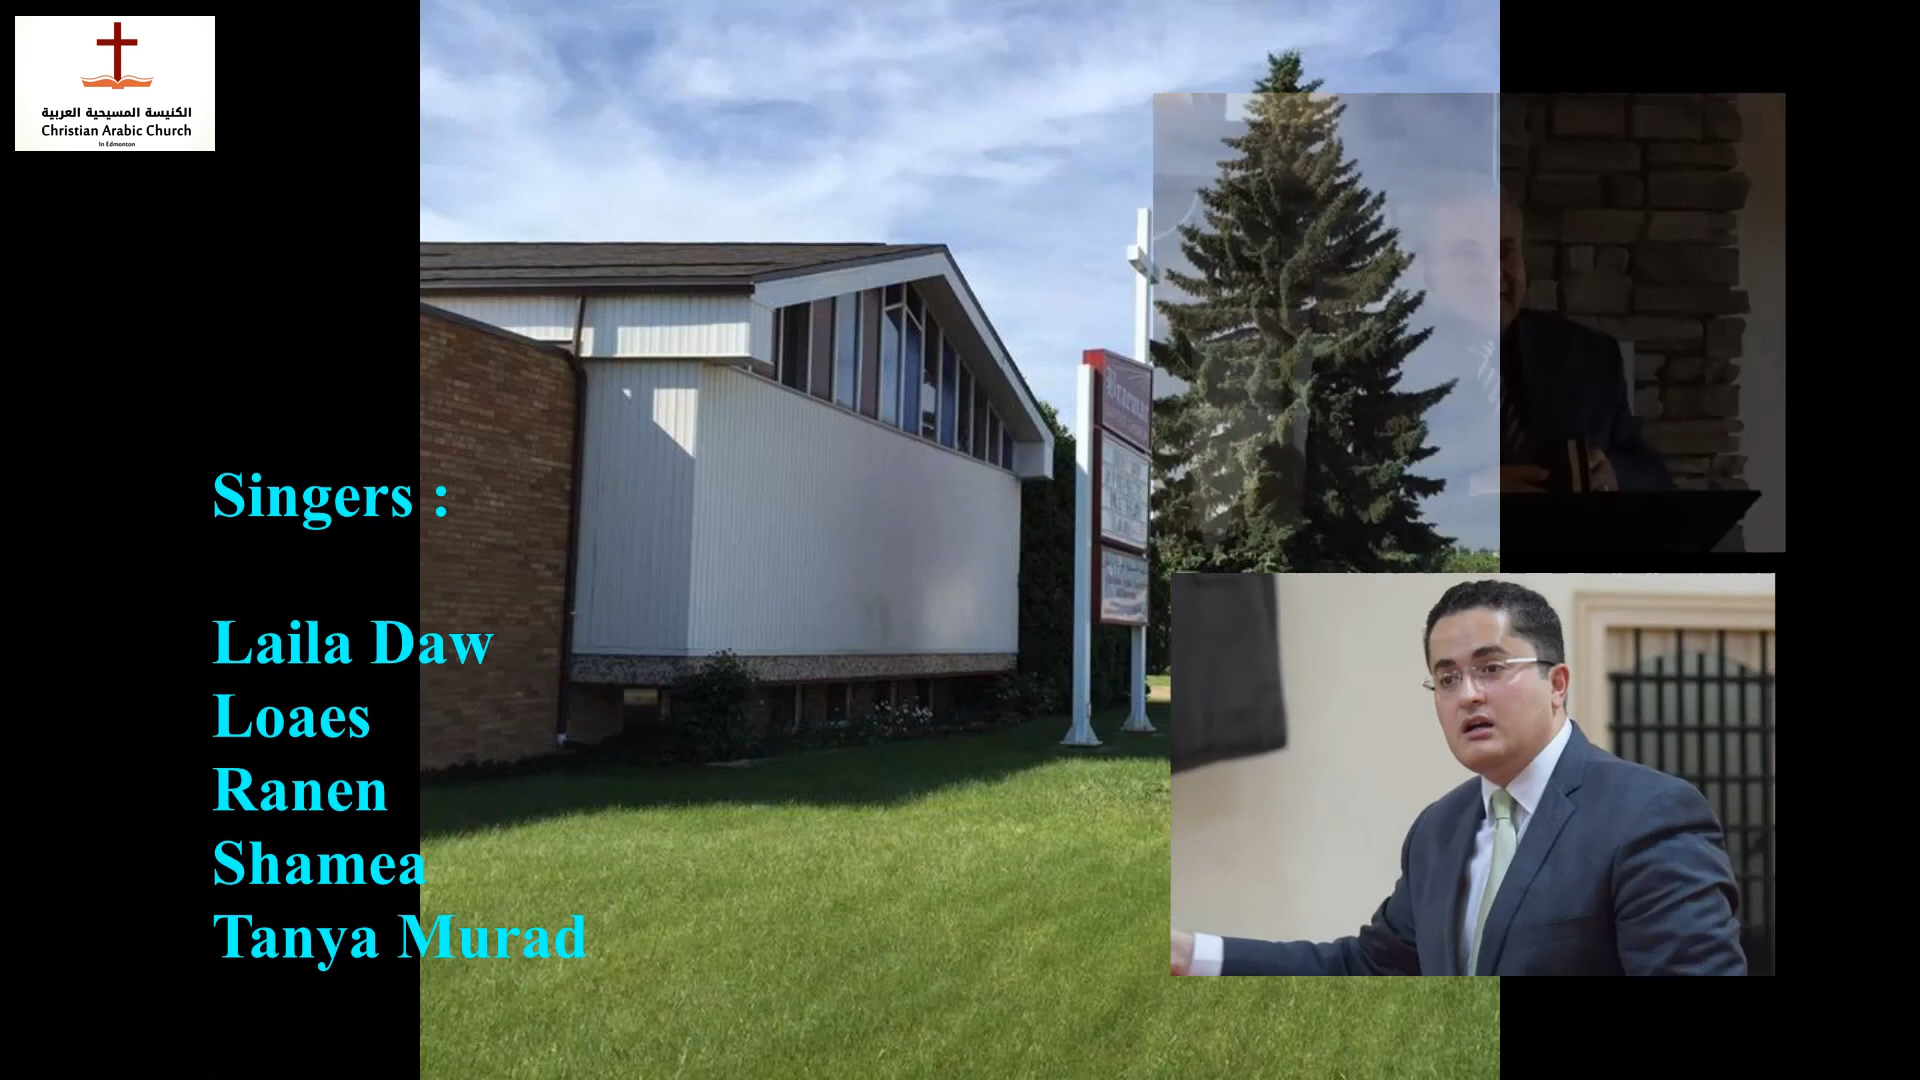 الكنيسة المسيحية العربية
Christian Arabic Church
In Edmonton
Singers :
Laila Daw
Loaes
Ranen
Shamea
Tanya Murad